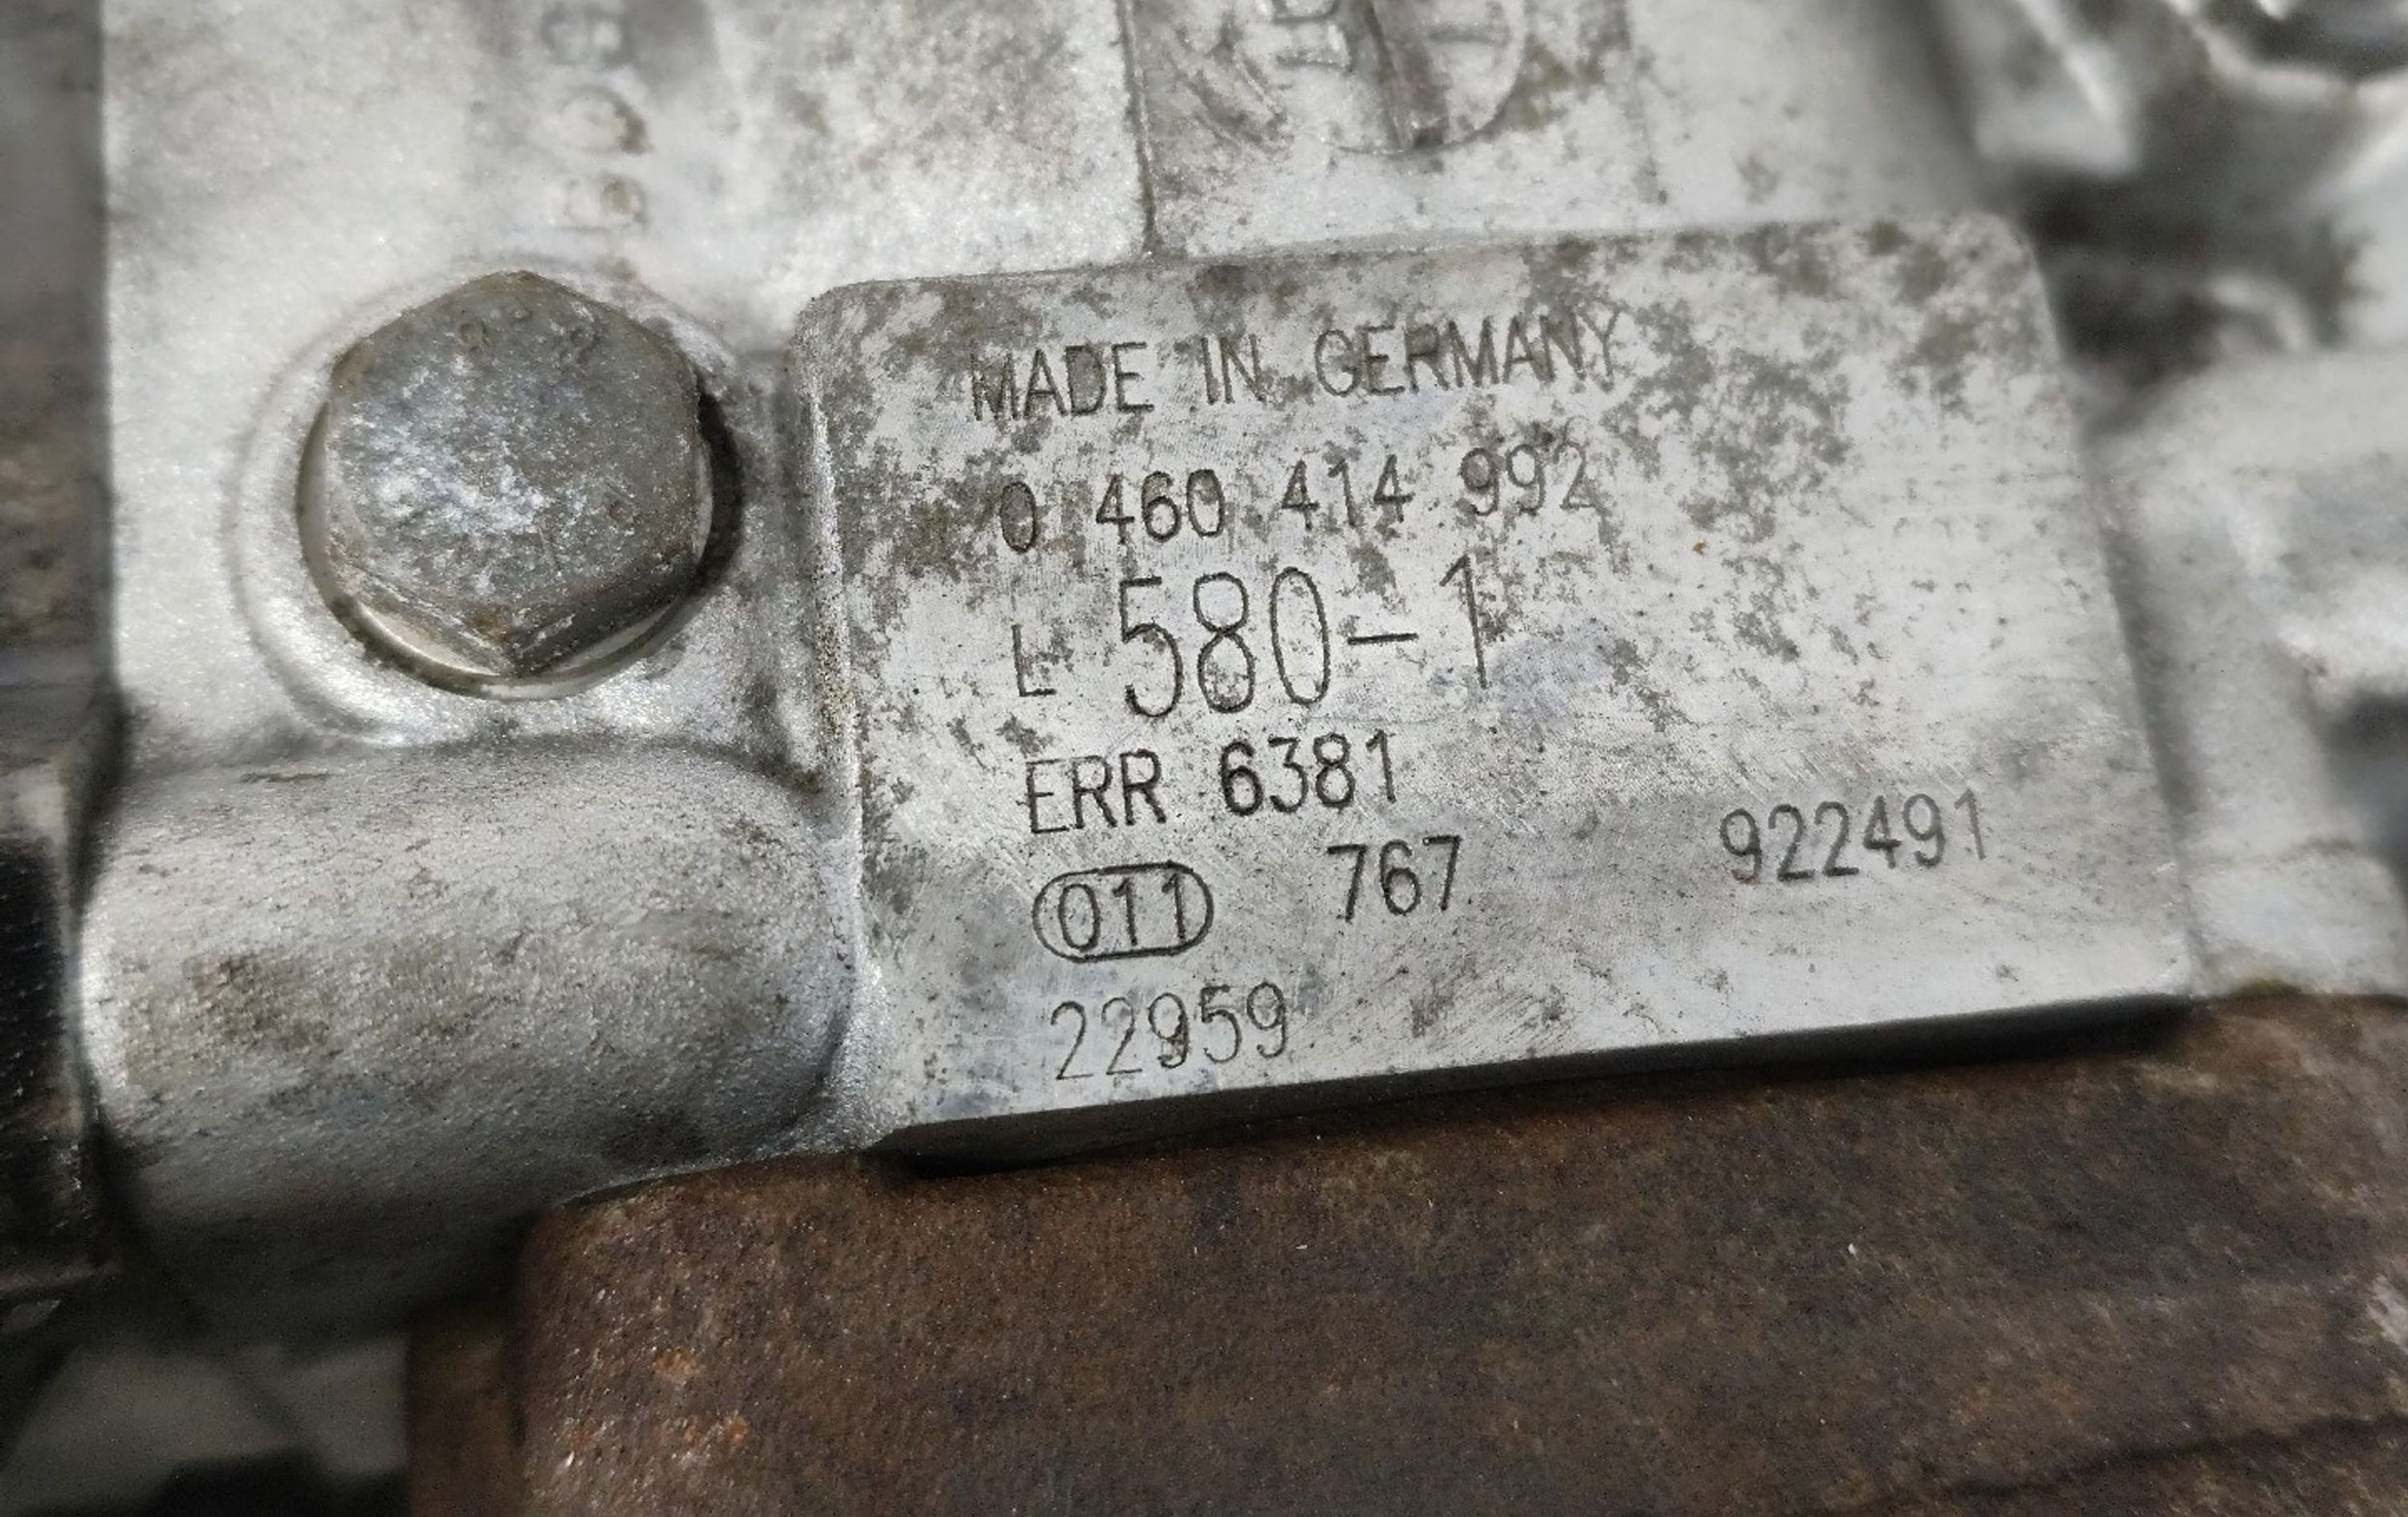 MADE IN GERMANY
0 460 414 992
L 580-1
ERR 6381
011 767 922491
22959